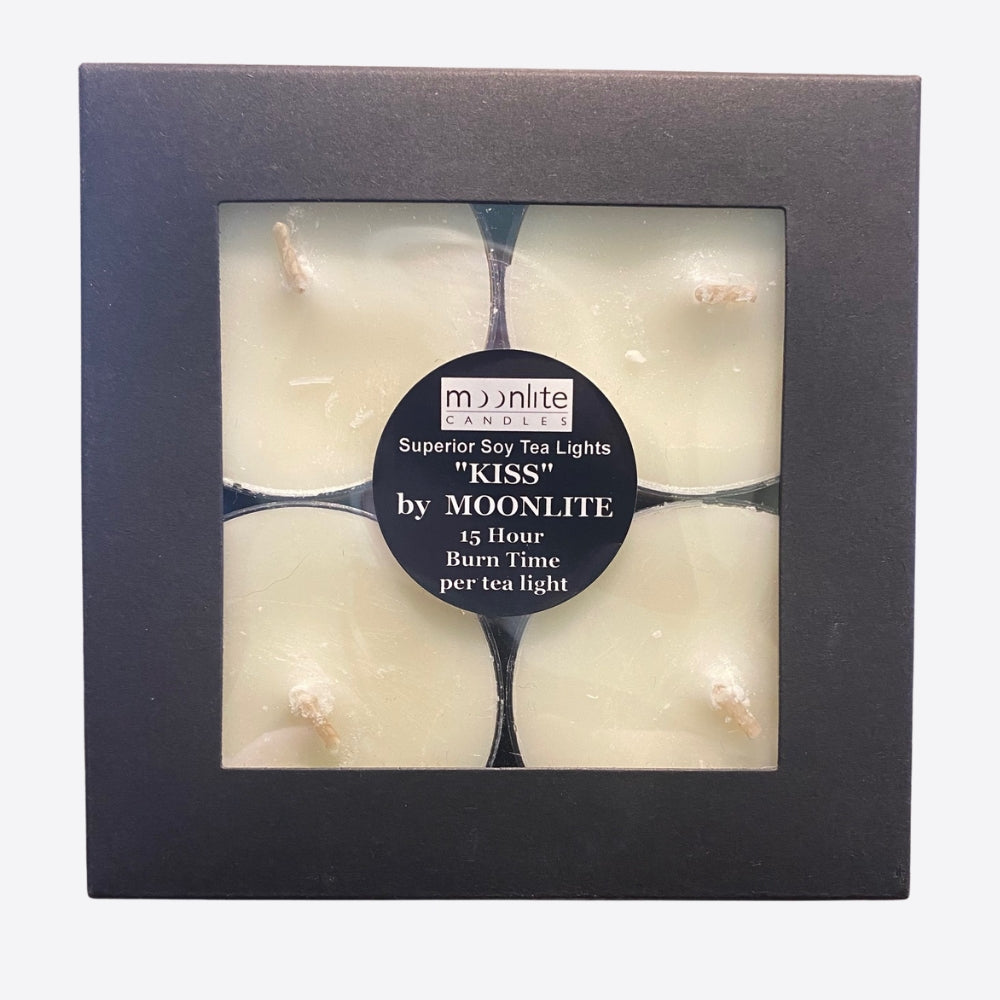 moonlite
CANDLES
Superior Soy Tea Lights
"KISS"
by MOONLITE
15 Hour
Burn Time
per tea light